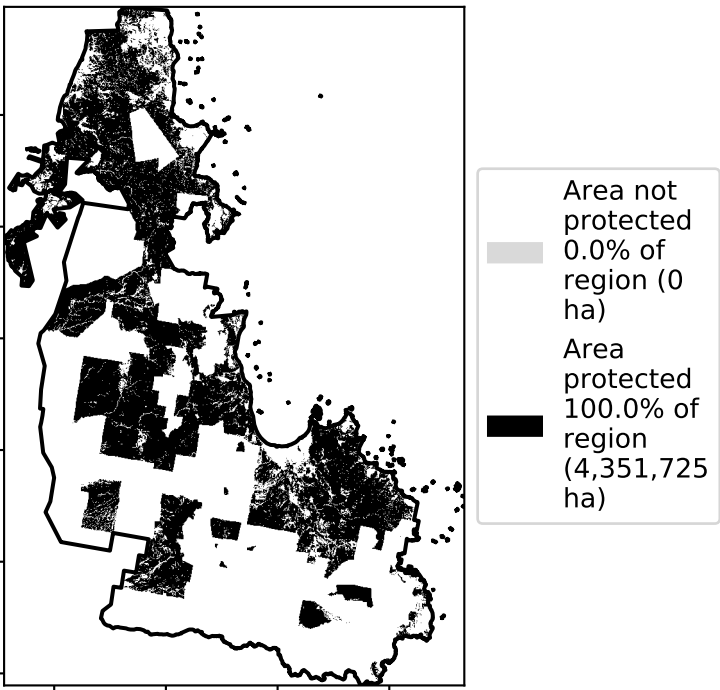 Area not
protected
0.0% of
region (0
ha)
Area
protected
100.0% of
region
(4,351,725
ha)